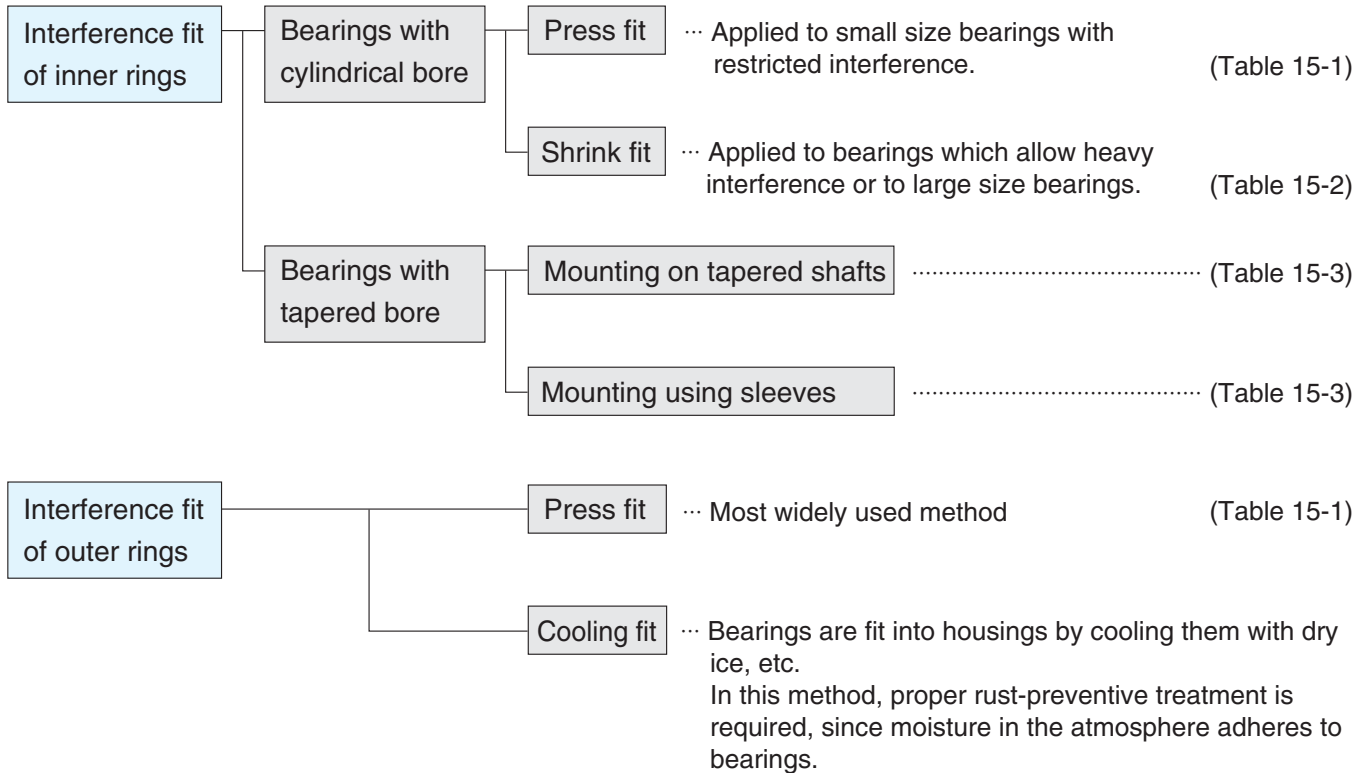 Interference fit
of inner rings
Bearings with
cylindrical bore
Press fit
··· Applied to small size bearings with
restricted interference.
(Table 15-1)
Shrink fit
··· Applied to bearings which allow heavy
interference or to large size bearings.
(Table 15-2)
Bearings with
tapered bore
Mounting on tapered shafts
(Table 15-3)
Mounting using sleeves
(Table 15-3)
Interference fit
of outer rings
Press fit
··· Most widely used method
(Table 15-1)
Cooling fit
··· Bearings are fit into housings by cooling them with dry
ice, etc.
In this method, proper rust-preventive treatment is
required, since moisture in the atmosphere adheres to
bearings.